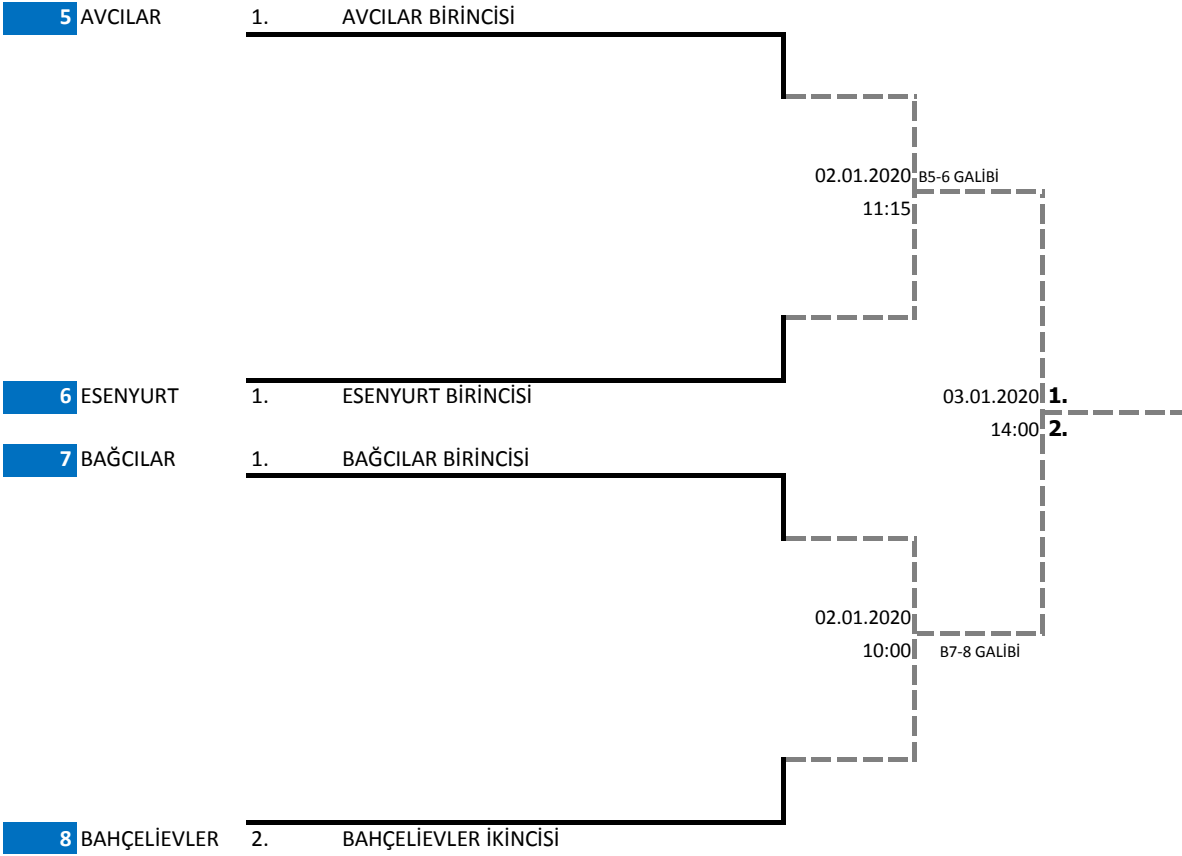 5 AVCILAR 1. AVCILAR BİRİNCİSİ
02.01.2020 B5-6 GALİBİ
11:15
6 ESENYURT 1. ESENYURT BİRİNCİSİ 03.01.2020 1.
14:00 2.
7 BAĞCILAR 1. BAĞCILAR BİRİNCİSİ
02.01.2020
10:00 B7-8 GALİBİ
8 BAHÇELİEVLER 2. BAHÇELİEVLER İKİNCİSİ